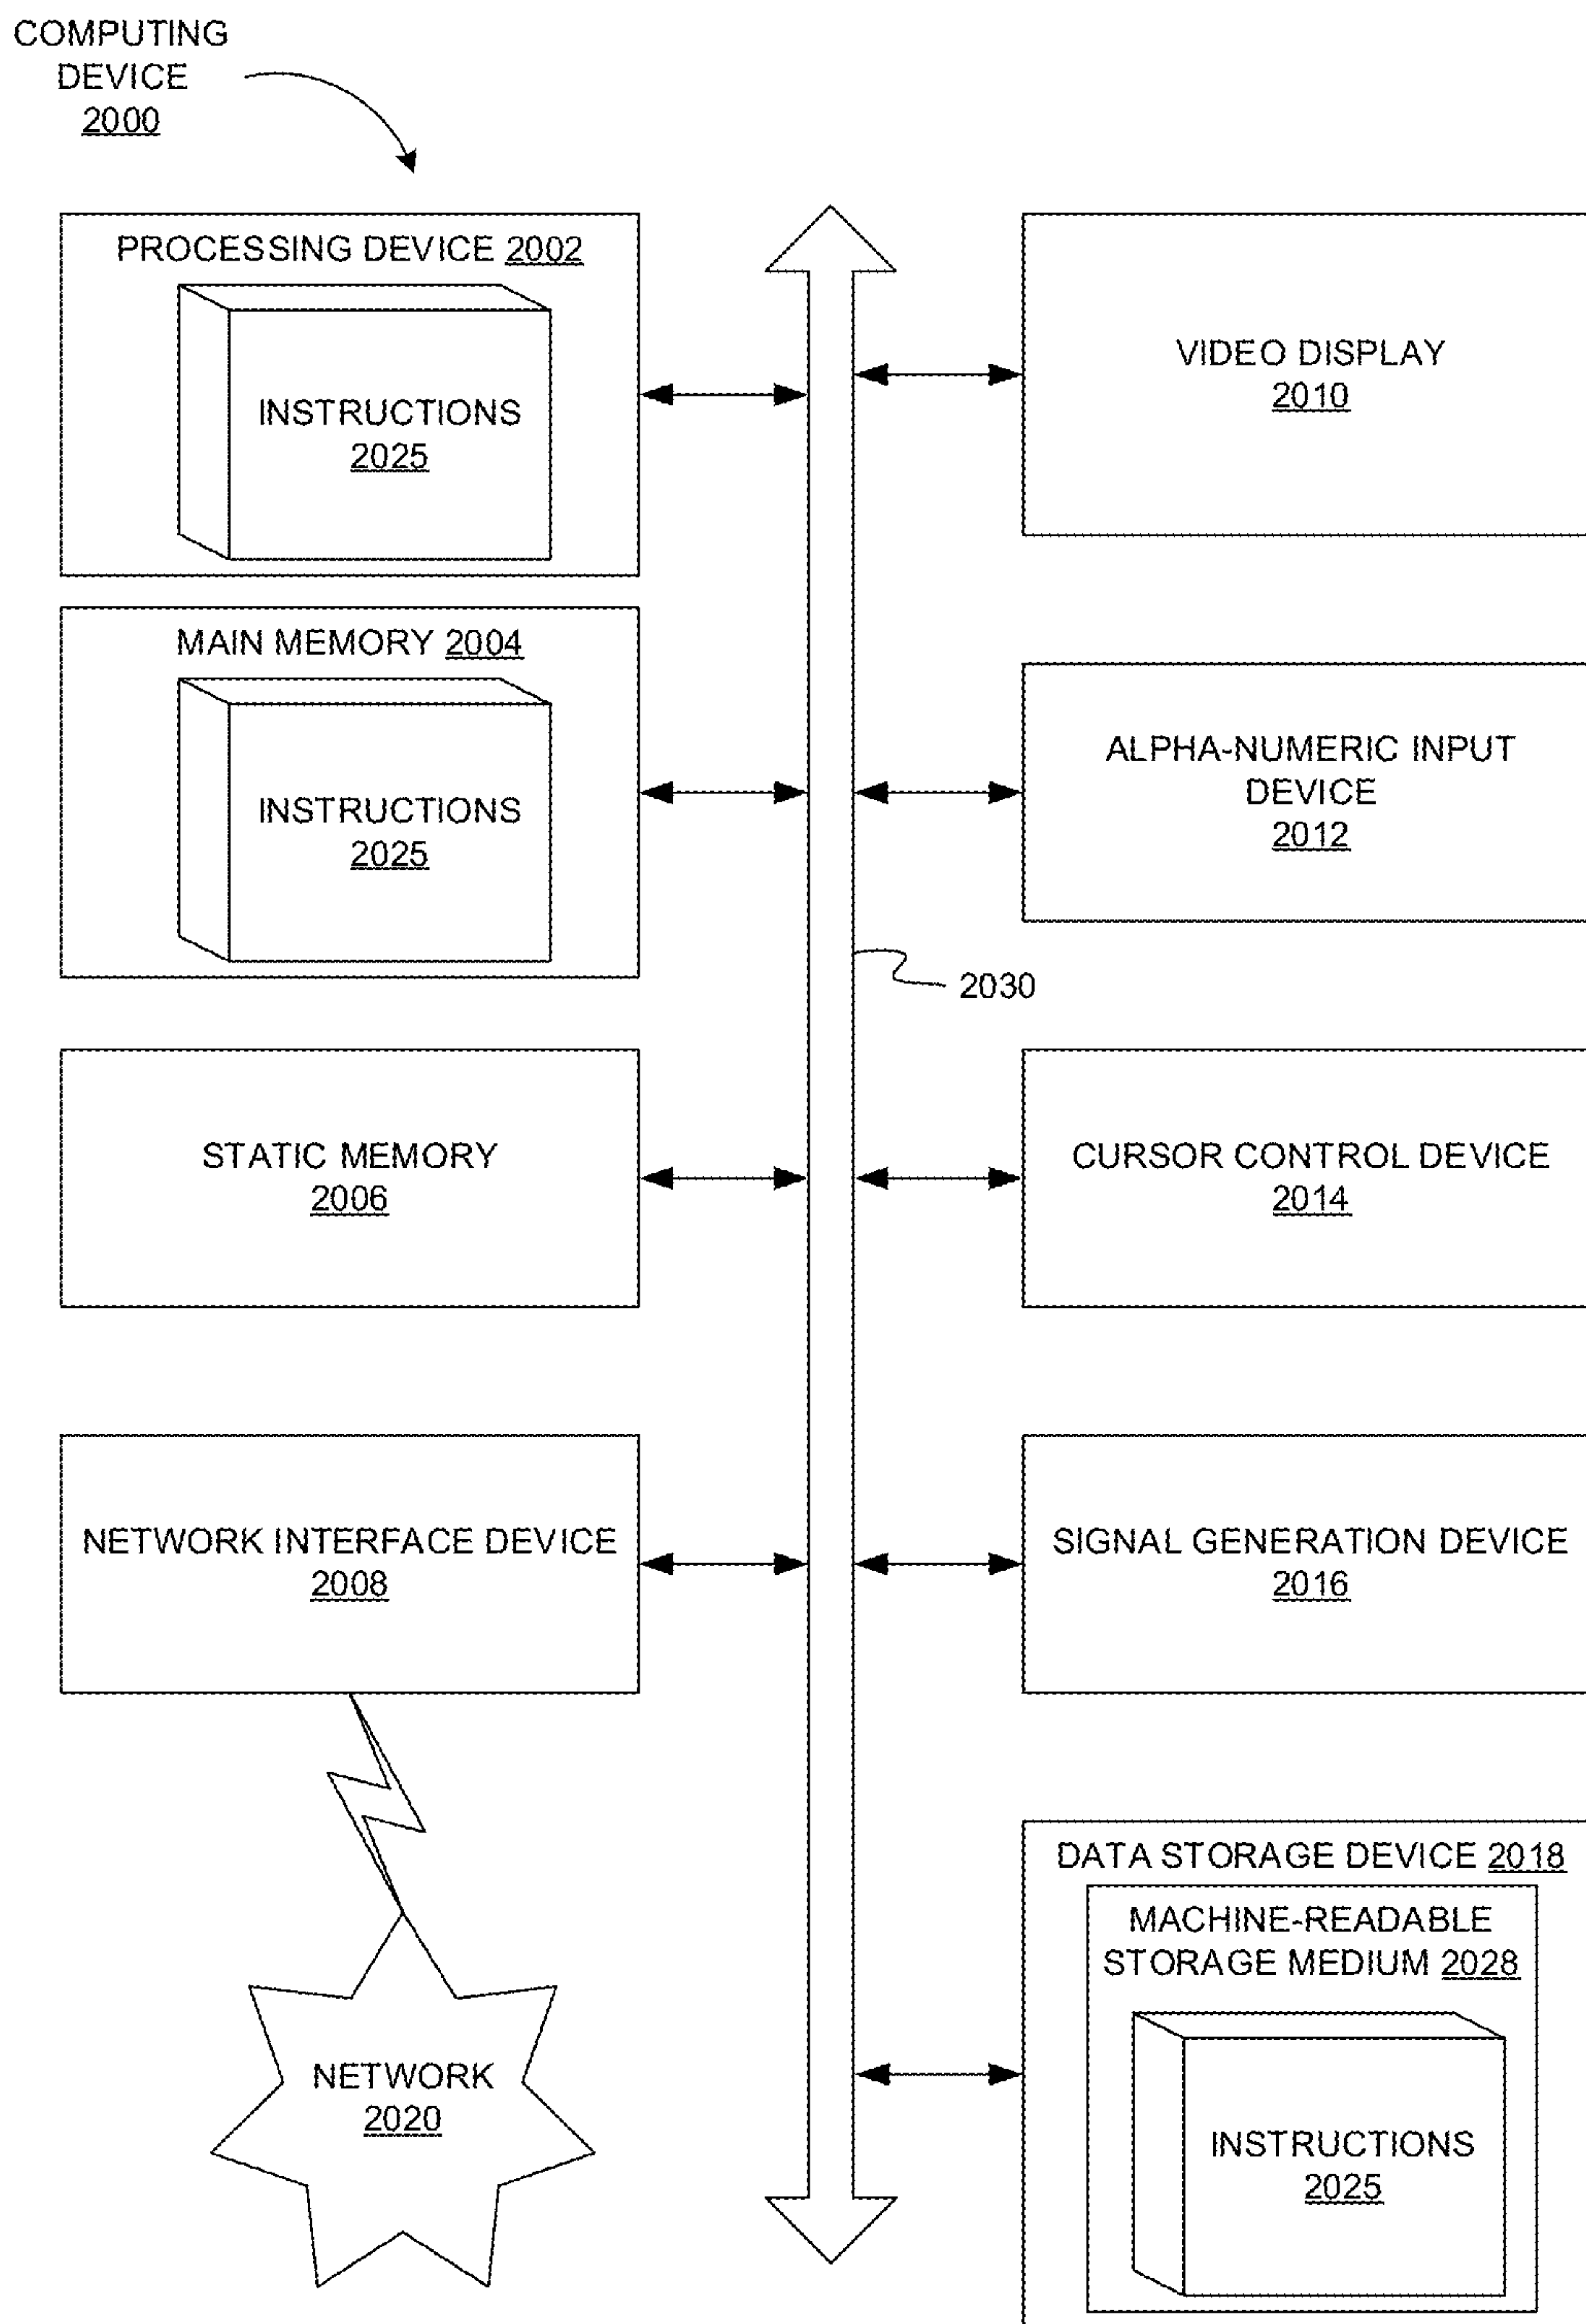 COMPUTING
DEVICE
2000
PROCESSING DEVICE 2002
INSTRUCTIONS
2025
MAIN MEMORY 2004
INSTRUCTIONS
2025
STATIC MEMORY
2006
NETWORK INTERFACE DEVICE
2008
NETWORK
2020
2030
VIDEO DISPLAY
2010
ALPHA-NUMERIC INPUT
DEVICE
2012
CURSOR CONTROL DEVICE
2014
SIGNAL GENERATION DEVICE
2016
DATA STORAGE DEVICE 2018
MACHINE-READABLE
STORAGE MEDIUM 2028
INSTRUCTIONS
2025